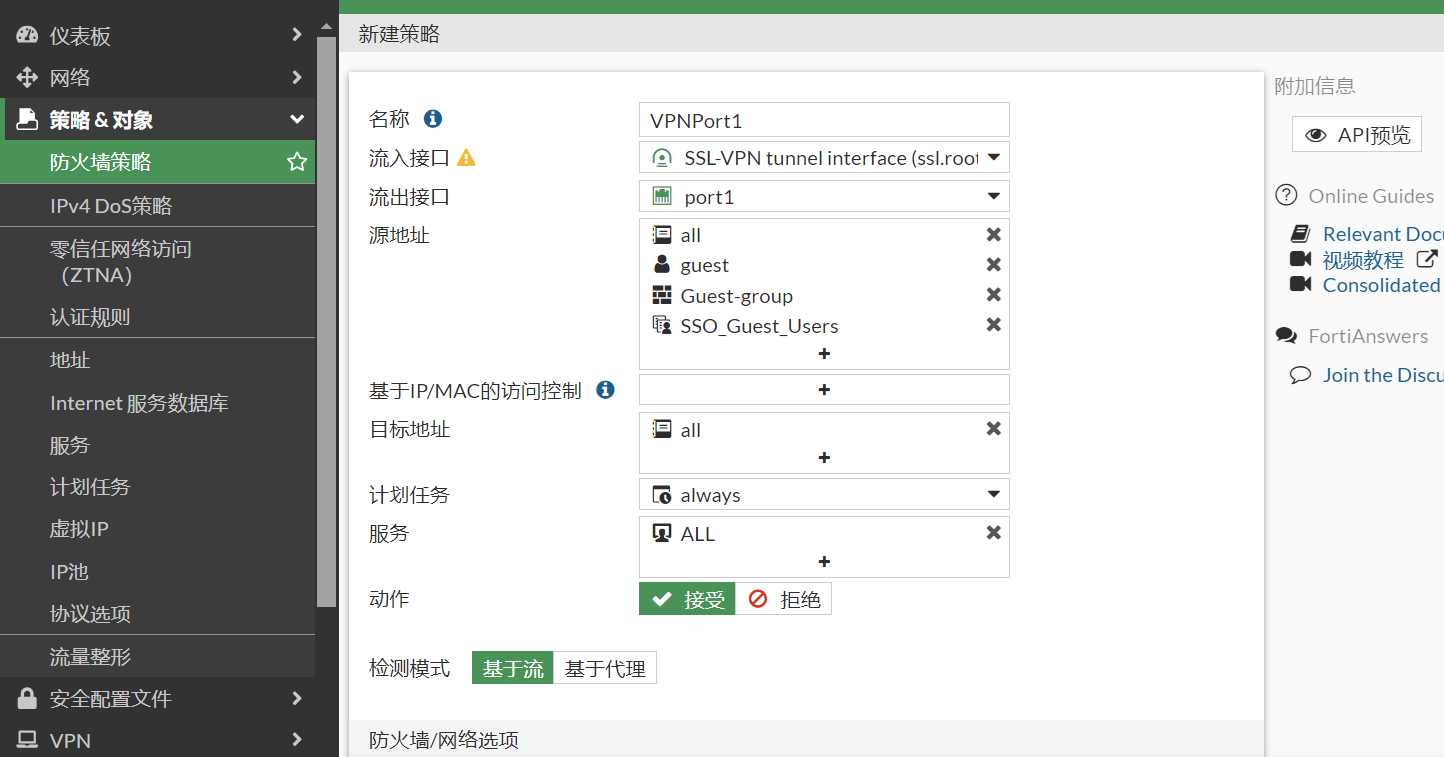 仪表板
网络
策略 & 对象
防火墙策略
IPv4 DoS策略
零信任网络访问
（ZTNA）
认证规则
地址
Internet 服务数据库
服务
计划任务
虚拟IP
IP池
协议选项
流量整形
安全配置文件
VPN
新建策略
名称
VPNPort1
流入接口
SSL-VPN tunnel interface (ssl.root
流出接口
port1
源地址
all
guest
Guest-group
SSO_Guest_Users
基于IP/MAC的访问控制
目标地址
all
计划任务
always
服务
ALL
动作
接受
拒绝
检测模式
基于流
基于代理
防火墙/网络选项
附加信息
API预览
Online Guides
Relevant Docu
视频教程
Consolidated
FortiAnswers
Join the Discu